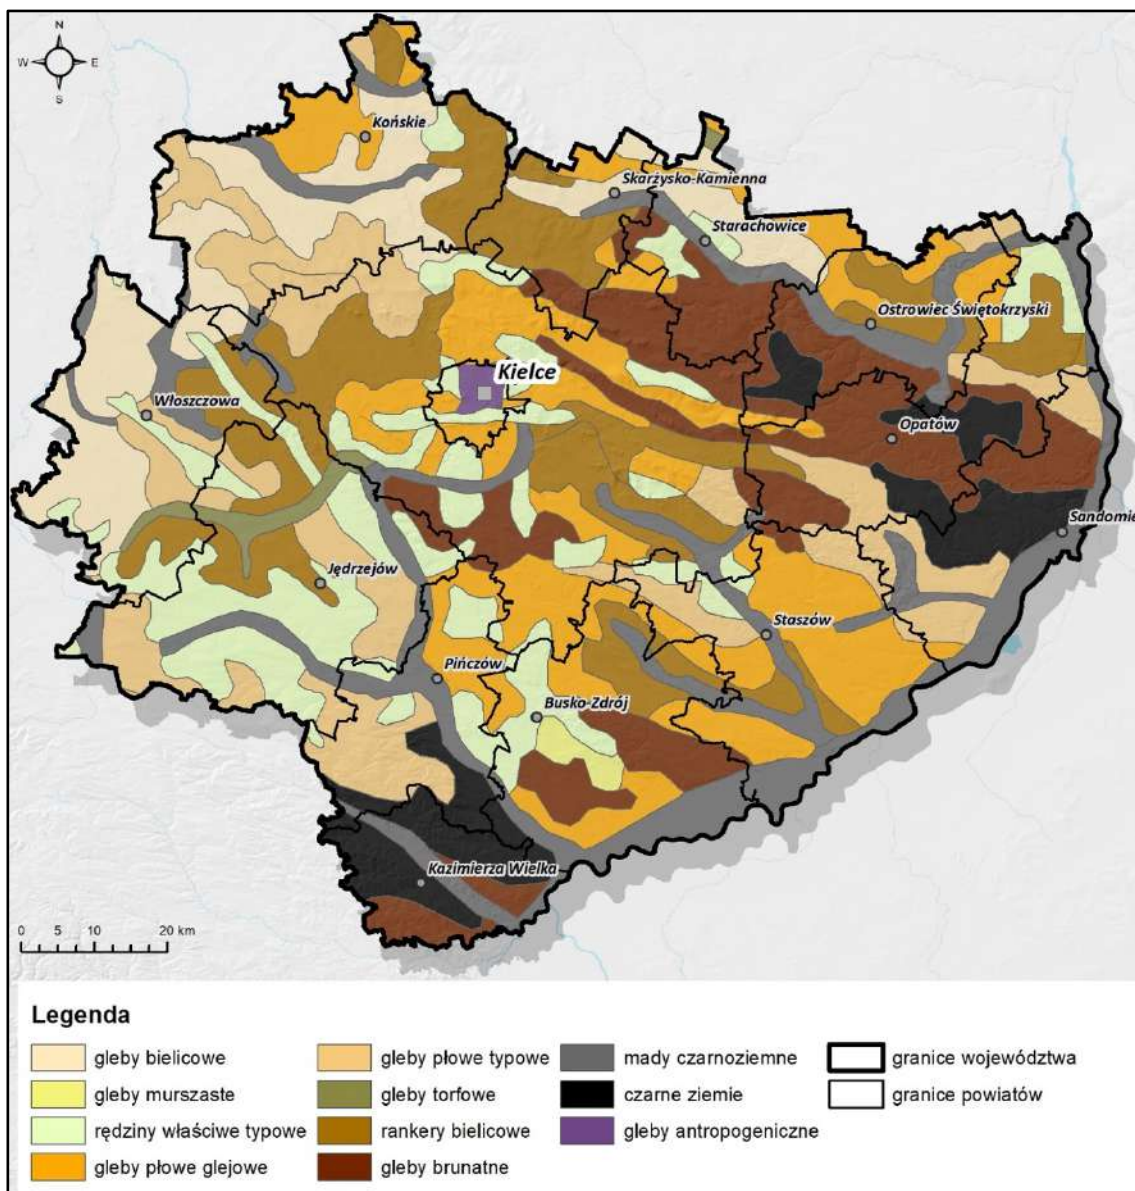 N
W E
S
Końskie
Skarżysko-Kamienna
Starachowice
Ostrowiec Świętokrzyski
Kielce
Włoszczowa
Opatów
Sandomie
Jędrzejów
Staszów
Pińczów
Busko-Zdrój
Kazimierza Wielka
0 5 10 20 km
Legenda
gleby bielicowe gleby płowe typowe mady czarnoziemne granice województwa
gleby murszaste gleby torfowe czarne ziemie granice powiatów
rędziny właściwe typowe rankery bielicowe gleby antropogeniczne
gleby płowe glejowe gleby brunatne